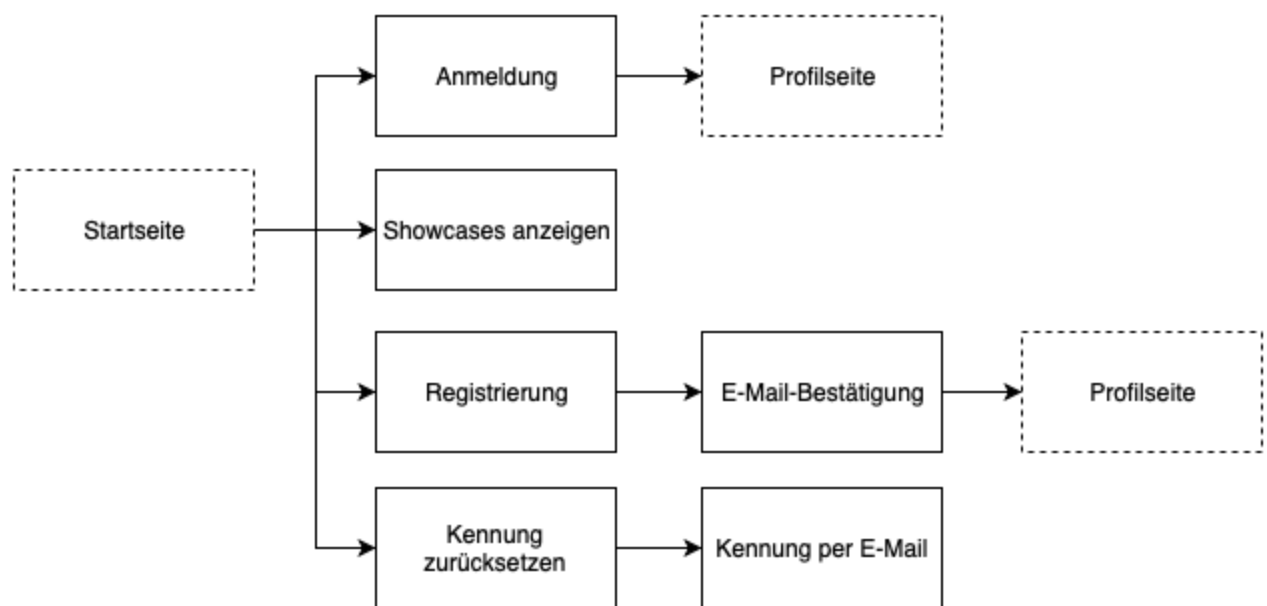 Anmeldung
Profilseite
Startseite
Showcases anzeigen
Registrierung
E-Mail-Bestätigung
Profilseite
Kennung
zurücksetzen
Kennung per E-Mail